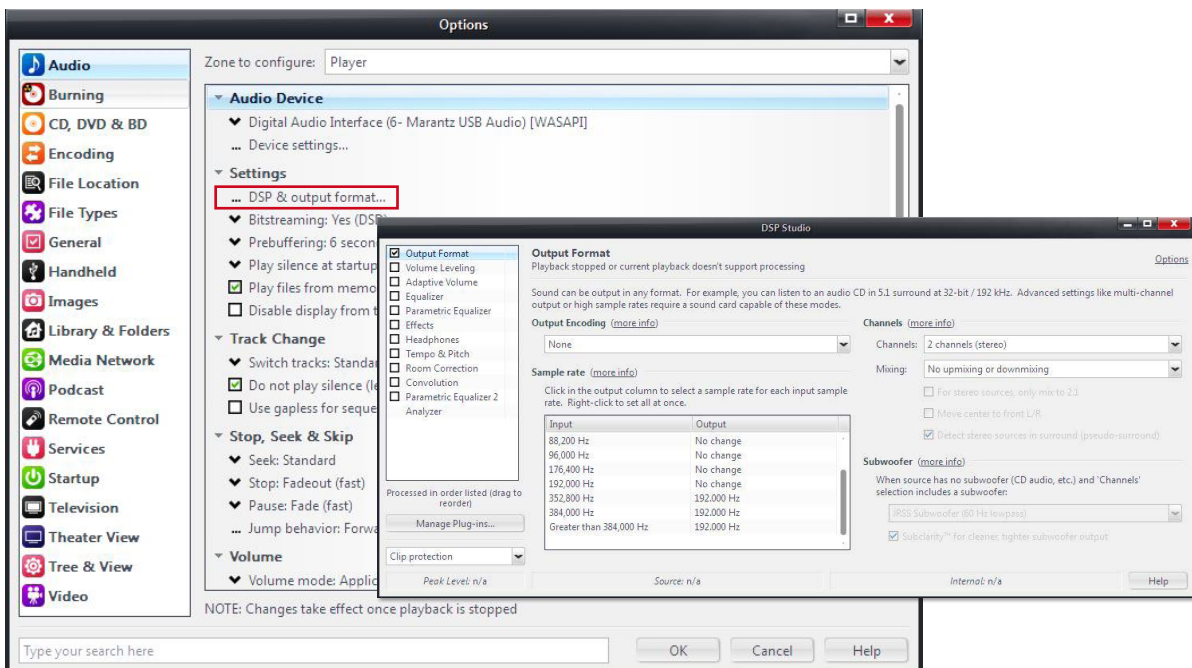 Options
Audio
Burning
CD, DVD & BD
Encoding
File Location
File Types
General
Handheld
Images
Library & Folders
Media Network
Podcast
Remote Control
Services
Startup
Television
Theater View
Tree & View
Video
Zone to configure: Player
Audio Device
Digital Audio Interface (6- Marantz USB Audio) [WASAPI]
... Device settings...
Settings
... DSP & output format...
Bitstreaming: Yes (DSD)
Prebuffering: 6 secon
Play silence at startup
Play files from memo
Disable display from t
Track Change
Switch tracks: Standa
Do not play silence (le
Use gapless for seque
Stop, Seek & Skip
Seek: Standard
Stop: Fadeout (fast)
Pause: Fade (fast)
... Jump behavior: Forwa
Volume
Volume mode: Applic
NOTE: Changes take effect once playback is stopped
Type your search here
OK
Cancel
Help
DSP Studio
Output Format
Volume Leveling
Adaptive Volume
Equalizer
Parametric Equalizer
Effects
Headphones
Tempo & Pitch
Room Correction
Convolution
Parametric Equalizer 2
Analyzer
Processed in order listed (drag to
reorder)
Manage Plug-ins...
Clip protection
Peak Level: n/a
Output Format
Playback stopped or current playback doesn't support processing
Options
Sound can be output in any format. For example, you can listen to an audio CD in 5.1 surround at 32-bit / 192 kHz. Advanced settings like multi-channel
output or high sample rates require a sound card capable of these modes.
Output Encoding (more info)
None
Sample rate (more info)
Click in the output column to select a sample rate for each input sample
rate. Right-click to set all at once.
Input Output
88,200 Hz No change
96,000 Hz No change
176,400 Hz No change
192,000 Hz No change
352,800 Hz 192.000 Hz
384,000 Hz 192.000 Hz
Greater than 384,000 Hz 192.000 Hz
Channels (more info)
Channels: 2 channels (stereo)
Mixing: No upmixing or downmixing
For stereo sources, only mix to 2.1
Move center to front L/R
Detect stereo sources in surround (pseudo-surround)
Subwoofer (more info)
When source has no subwoofer (CD audio, etc.) and 'Channels'
selection includes a subwoofer:
JRSS Subwoofer (60 Hz lowpass)
Subclarity™ for cleaner, tighter subwoofer output
Source: n/a
Internal: n/a
Help